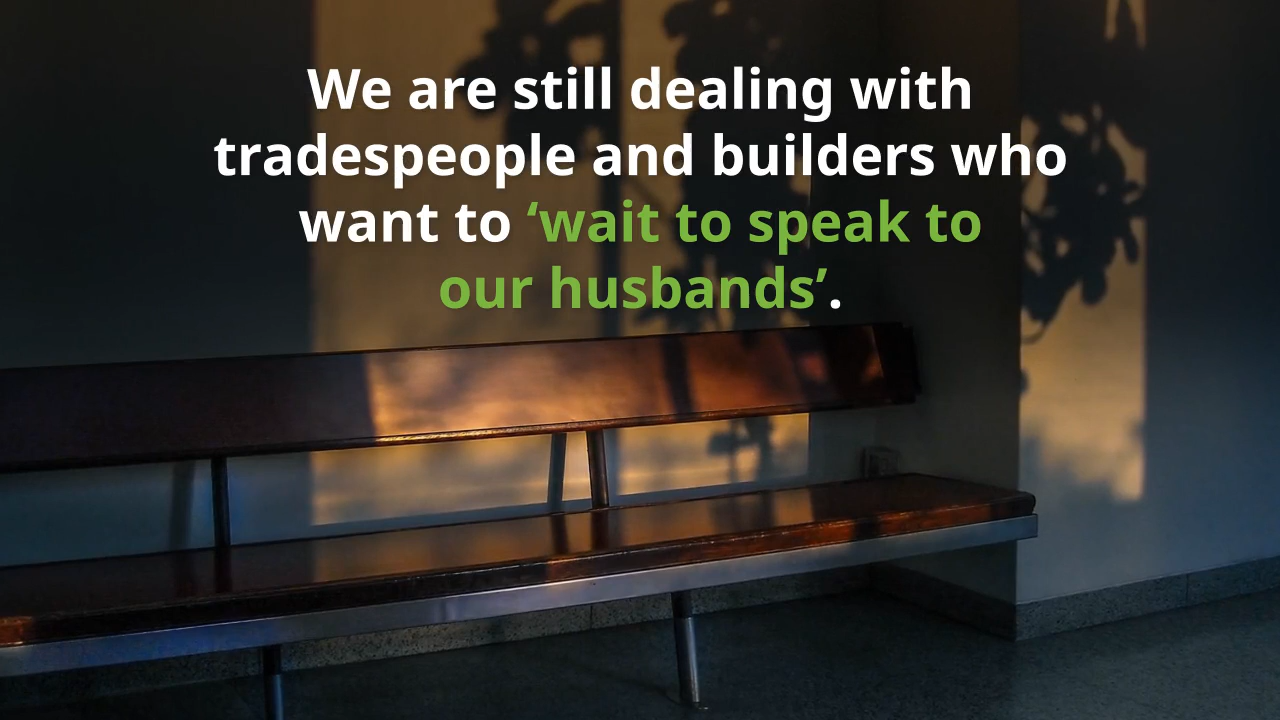 We are still dealing with
tradespeople and builders who
want to ‘wait to speak to
our husbands’.